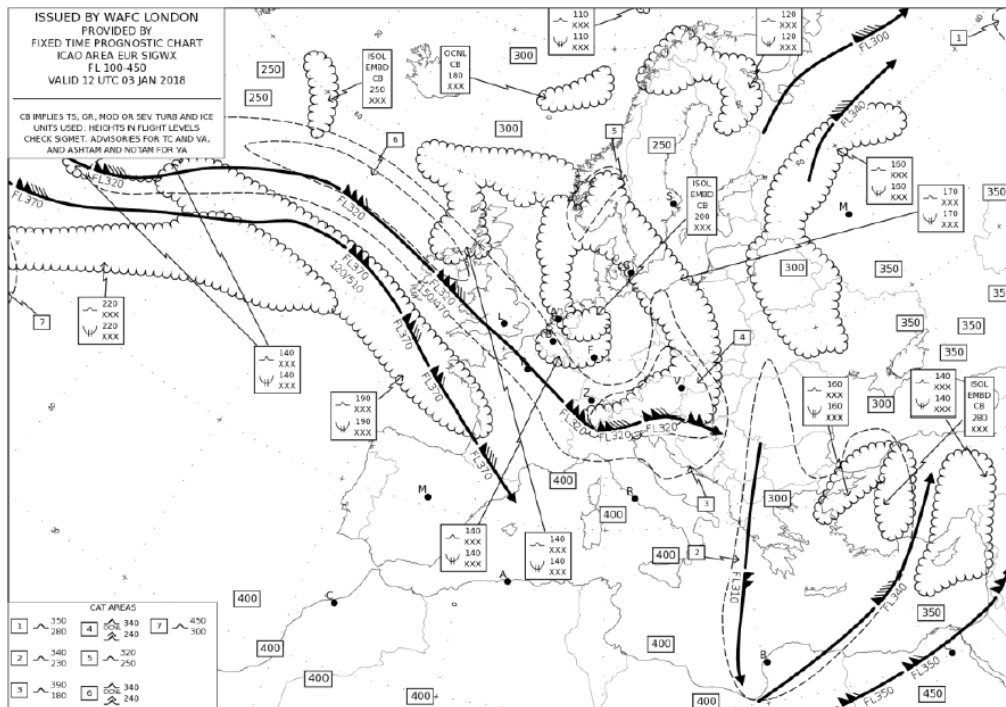 ISSUED BY WAFC LONDON
PROVIDED BY
FIXED TIME PROGNOSTIC CHART
ICAO AREA EUR SIGWX
FL 100-450
VALID 12 UTC 03 JAN 2018
CB IMPLIES TS, GR, MOD OR SEV TURB AND ICE
UNITS USED: HEIGHTS IN FLIGHT LEVELS
CHECK SIGMET, ADVISORIES FOR TC AND VA,
AND ASHTAM AND NOTAM FOR VA
250
250
ISOL
EMBD
CB
250
XXX
OCNL
CB
180
XXX
300
110
XXX
110
XXX
120
XXX
120
XXX
FL300
1
6
300
5
250
FL340
160
XXX
160
XXX
170
XXX
170
XXX
350
ISOL
EMBD
CB
200
XXX
S
M
FL320
FL370
FL320
FL370
120/510
FL320
150/470
300
350
350
7
220
XXX
220
XXX
140
XXX
140
XXX
L
A
B
F
P
Z
V
4
350
350
350
FL370
FL370
FL370
190
XXX
190
XXX
FL320
FL320
FL320
160
XXX
160
XXX
300
140
XXX
140
XXX
ISOL
EMBD
CB
280
XXX
M
400
400
R
3
300
400
2
140
XXX
140
XXX
140
XXX
140
XXX
FL310
FL340
C
A
400
400
400
400
400
400
B
350
FL350
FL350
450
CAT AREAS
1 350 280
4 OCNL 340 240
7 450 300
2 340 230
5 320 250
3 390 180
6 OCNL 340 240